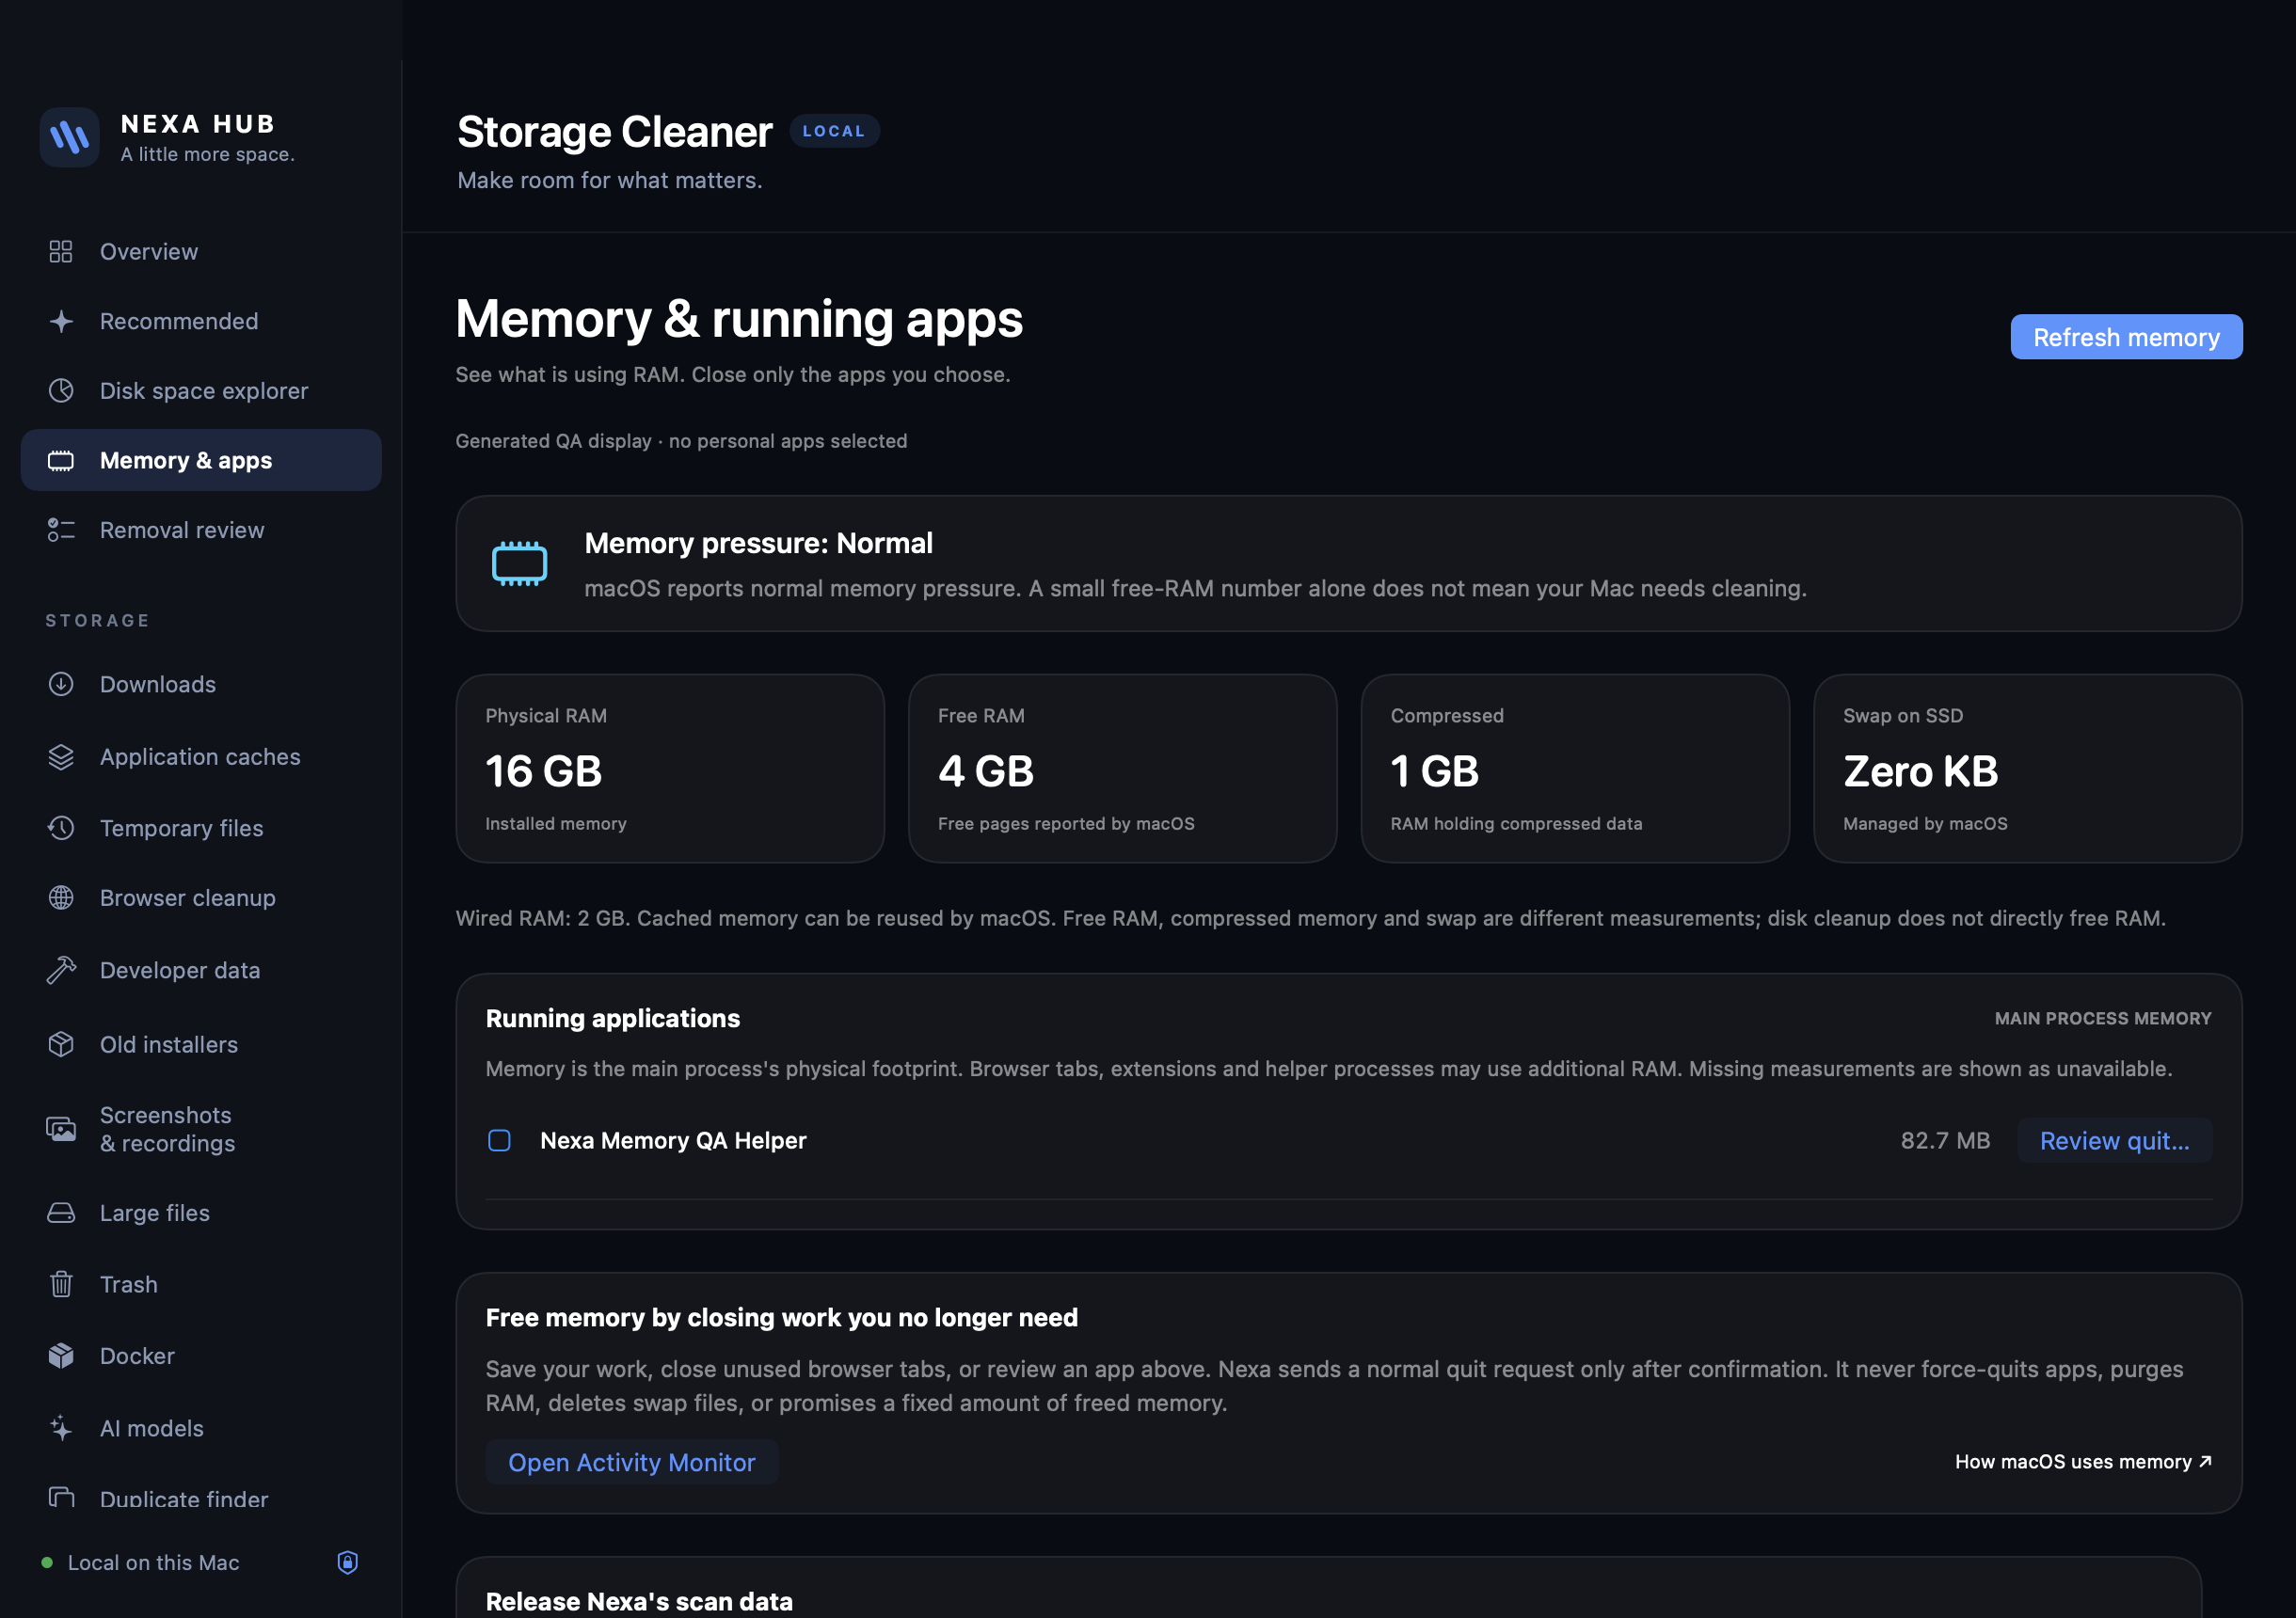 NEXA HUB
A little more space.
Overview
Recommended
Disk space explorer
Memory & apps
Removal review
STORAGE
Downloads
Application caches
Temporary files
Browser cleanup
Developer data
Old installers
Screenshots
& recordings
Large files
Trash
Docker
AI models
Duplicate finder
Local on this Mac
Storage Cleaner
LOCAL
Make room for what matters.
Memory & running apps
Refresh memory
See what is using RAM. Close only the apps you choose.
Generated QA display · no personal apps selected
Memory pressure: Normal
macOS reports normal memory pressure. A small free-RAM number alone does not mean your Mac needs cleaning.
Physical RAM
16 GB
Installed memory
Free RAM
4 GB
Free pages reported by macOS
Compressed
1 GB
RAM holding compressed data
Swap on SSD
Zero KB
Managed by macOS
Wired RAM: 2 GB. Cached memory can be reused by macOS. Free RAM, compressed memory and swap are different measurements; disk cleanup does not directly free RAM.
Running applications
MAIN PROCESS MEMORY
Memory is the main process's physical footprint. Browser tabs, extensions and helper processes may use additional RAM. Missing measurements are shown as unavailable.
Nexa Memory QA Helper
82.7 MB
Review quit...
Free memory by closing work you no longer need
Save your work, close unused browser tabs, or review an app above. Nexa sends a normal quit request only after confirmation. It never force-quits apps, purges
RAM, deletes swap files, or promises a fixed amount of freed memory.
Open Activity Monitor
How macOS uses memory ↗
Release Nexa's scan data